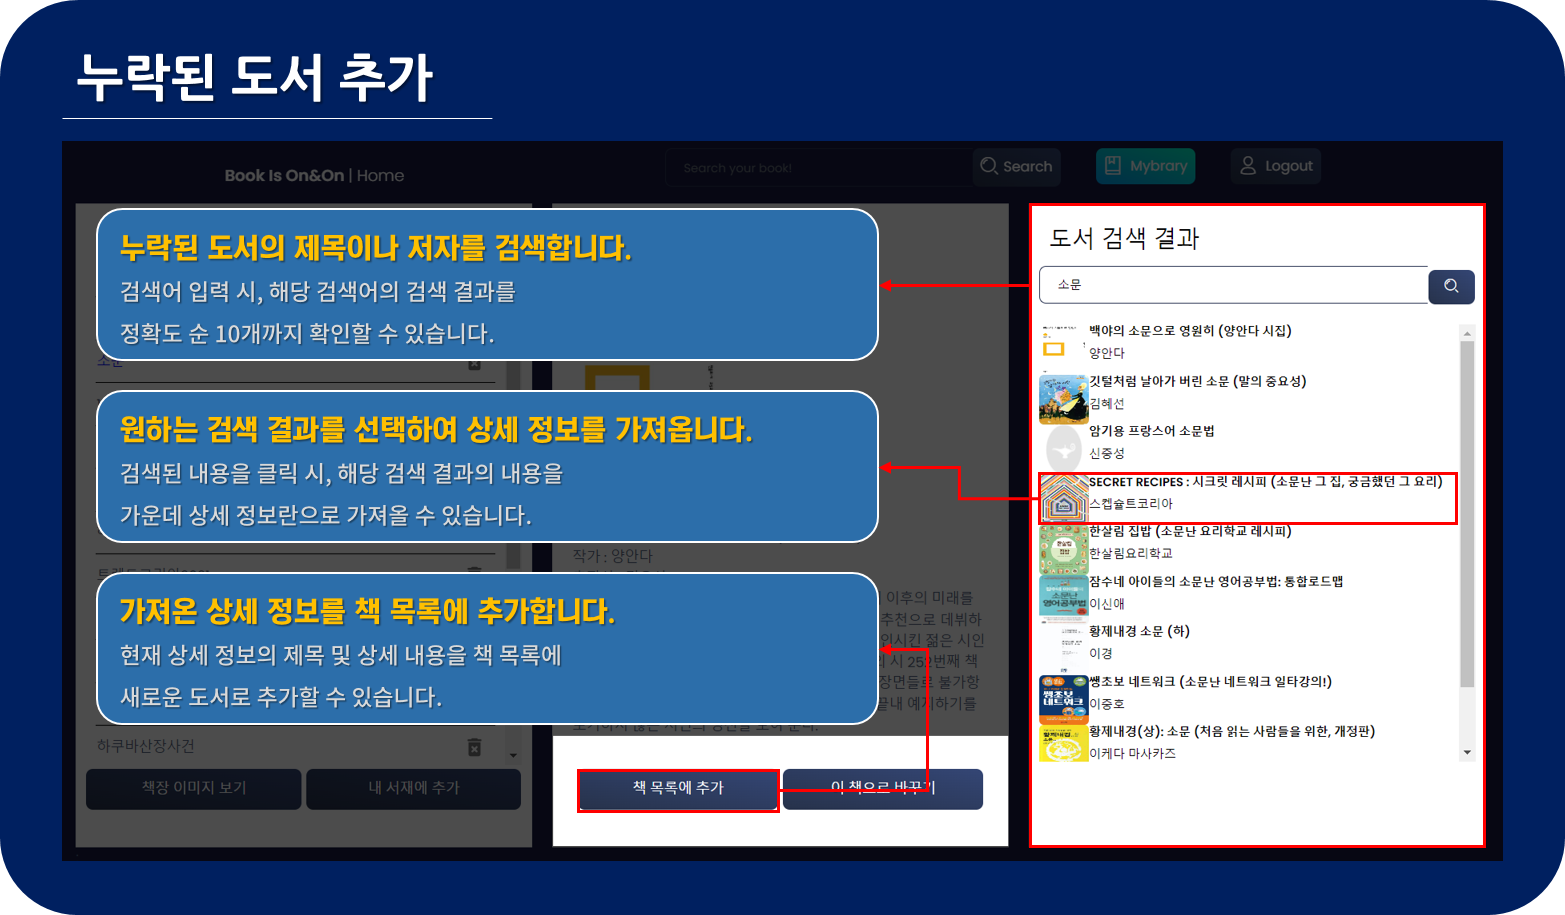 누락된 도서 추가
Book Is On&On | Home
Search your book!
Search
Mybrary
Logout
누락된 도서의 제목이나 저자를 검색합니다.
검색어 입력 시, 해당 검색어의 검색 결과를
정확도 순 10개까지 확인할 수 있습니다.
소문
원하는 검색 결과를 선택하여 상세 정보를 가져옵니다.
검색된 내용을 클릭 시, 해당 검색 결과의 내용을
가운데 상세 정보란으로 가져올 수 있습니다.
가져온 상세 정보를 책 목록에 추가합니다.
현재 상세 정보의 제목 및 상세 내용을 책 목록에
새로운 도서로 추가할 수 있습니다.
하쿠바산장사건
책장 이미지 보기
내 서재에 추가
작가 : 양안다
이후의 미래를
추천으로 데뷔하
인시킨 젊은 시인
시 252번째 책
장면들로 불가항
끝내 예지하기를
책 목록에 추가
이 책으로 바꾸기
도서 검색 결과
소문
백야의 소문으로 영원히 (양안다 시집)
양안다
깃털처럼 날아가 버린 소문 (말의 중요성)
김혜선
암기용 프랑스어 소문법
신중성
SECRET RECIPES : 시크릿 레시피 (소문난 그 집, 궁금했던 그 요리)
스켑슐트코리아
한살림 집밥 (소문난 요리학교 레시피)
한살림요리학교
잠수네 아이들의 소문난 영어공부법: 통합로드맵
이신애
황제내경 소문 (하)
이경
쌩초보 네트워크 (소문난 네트워크 일타강의!)
이중호
황제내경(상): 소문 (처음 읽는 사람들을 위한, 개정판)
이케다 마사카즈